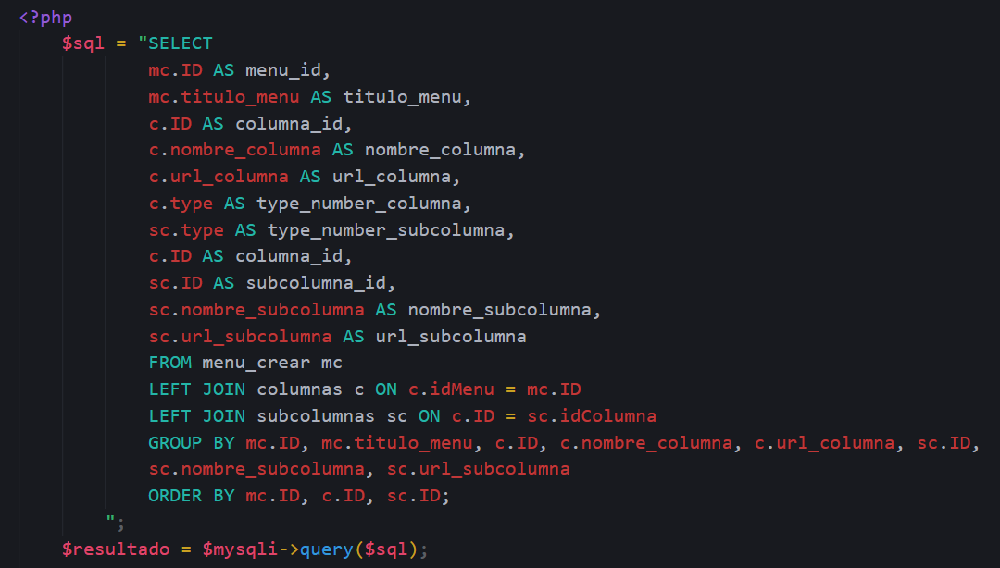 <?php
$sql = "SELECT
mc.ID AS menu_id,
mc.titulo_menu AS titulo_menu,
c.ID AS columna_id,
c.nombre_columna AS nombre_columna,
c.url_columna AS url_columna,
c.type AS type_number_columna,
sc.type AS type_number_subcolumna,
c.ID AS columna_id,
sc.ID AS subcolumna_id,
sc.nombre_subcolumna AS nombre_subcolumna,
sc.url_subcolumna AS url_subcolumna
FROM menu_crear mc
LEFT JOIN columnas c ON c.idMenu = mc.ID
LEFT JOIN subcolumnas sc ON c.ID = sc.idColumna
GROUP BY mc.ID, mc.titulo_menu, c.ID, c.nombre_columna, c.url_columna, sc.ID,
sc.nombre_subcolumna, sc.url_subcolumna
ORDER BY mc.ID, c.ID, sc.ID;
";
$resultado = $mysqli->query($sql);